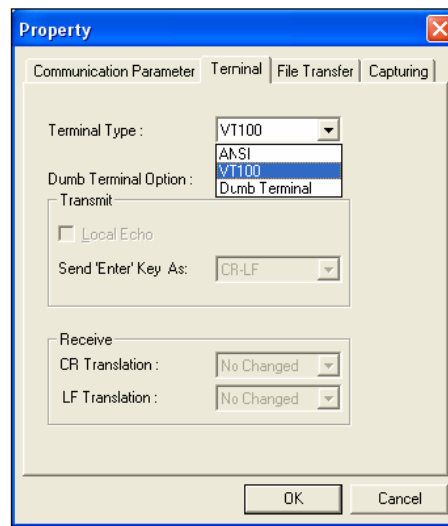 Property
Communication Parameter Terminal File Transfer Capturing
Terminal Type : VT100
ANSI
VT100
Dumb Terminal Option : Dumb Terminal
Transmit
Local Echo
Send 'Enter' Key As: CR-LF
Receive
CR Translation : No Changed
LF Translation : No Changed
OK Cancel